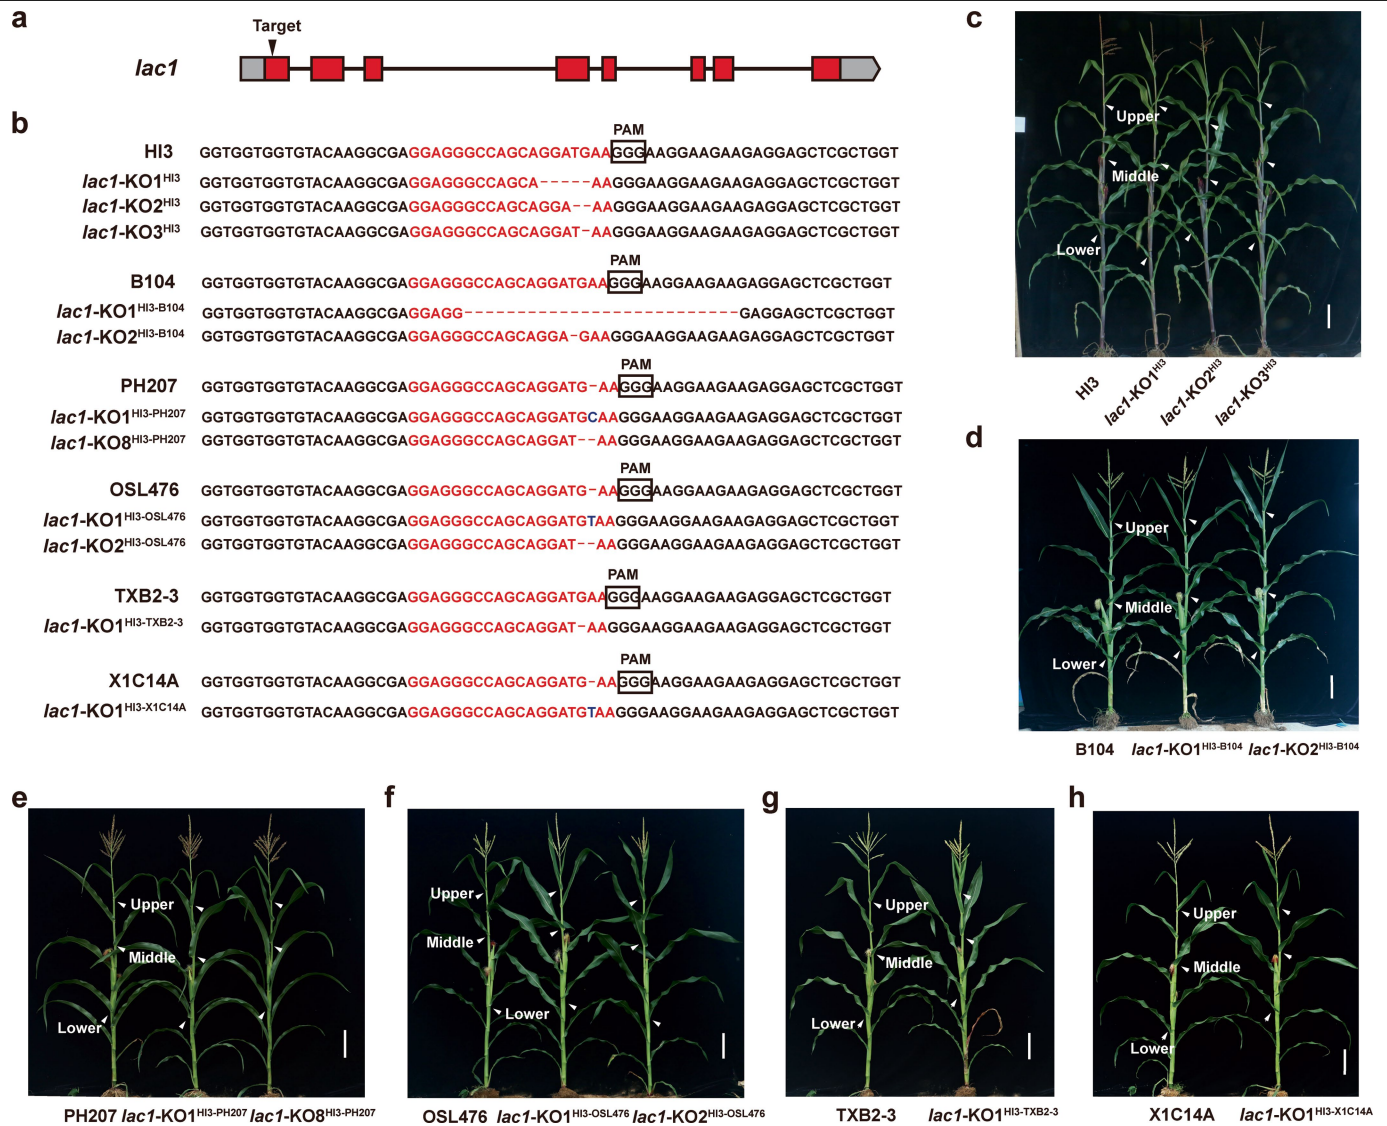 a
Target
lac1
b
PAM
HI3 GGTGGTGGTGTACAAGGCGAGGAGGGCCAGCAGGATGAAGGGAAGGAAGAAGAGGAGCTCGCTGGT
lac1-KO1HI3 GGTGGTGGTGTACAAGGCGAGGAGGGCCAGCA-----AAGGGAAGGAAGAAGAGGAGCTCGCTGGT
lac1-KO2HI3 GGTGGTGGTGTACAAGGCGAGGAGGGCCAGCAGGA--AAGGGAAGGAAGAAGAGGAGCTCGCTGGT
lac1-KO3HI3 GGTGGTGGTGTACAAGGCGAGGAGGGCCAGCAGGAT-AAGGGAAGGAAGAAGAGGAGCTCGCTGGT
PAM
B104 GGTGGTGGTGTACAAGGCGAGGAGGGCCAGCAGGATGAAGGGAAGGAAGAAGAGGAGCTCGCTGGT
lac1-KO1HI3-B104 GGTGGTGGTGTACAAGGCGAGGAGG--------------------------GAGGAGCTCGCTGGT
lac1-KO2HI3-B104 GGTGGTGGTGTACAAGGCGAGGAGGGCCAGCAGGA-GAAGGGAAGGAAGAAGAGGAGCTCGCTGGT
PAM
PH207 GGTGGTGGTGTACAAGGCGAGGAGGGCCAGCAGGATG-AAGGGAAGGAAGAAGAGGAGCTCGCTGGT
lac1-KO1HI3-PH207 GGTGGTGGTGTACAAGGCGAGGAGGGCCAGCAGGATGCAAGGGAAGGAAGAAGAGGAGCTCGCTGGT
lac1-KO8HI3-PH207 GGTGGTGGTGTACAAGGCGAGGAGGGCCAGCAGGAT--AAGGGAAGGAAGAAGAGGAGCTCGCTGGT
PAM
OSL476 GGTGGTGGTGTACAAGGCGAGGAGGGCCAGCAGGATG-AAGGGAAGGAAGAAGAGGAGCTCGCTGGT
lac1-KO1HI3-OSL476 GGTGGTGGTGTACAAGGCGAGGAGGGCCAGCAGGATGTAAGGGAAGGAAGAAGAGGAGCTCGCTGGT
lac1-KO2HI3-OSL476 GGTGGTGGTGTACAAGGCGAGGAGGGCCAGCAGGAT--AAGGGAAGGAAGAAGAGGAGCTCGCTGGT
PAM
TXB2-3 GGTGGTGGTGTACAAGGCGAGGAGGGCCAGCAGGATGAAGGGAAGGAAGAAGAGGAGCTCGCTGGT
lac1-KO1HI3-TXB2-3 GGTGGTGGTGTACAAGGCGAGGAGGGCCAGCAGGAT-AAGGGAAGGAAGAAGAGGAGCTCGCTGGT
PAM
X1C14A GGTGGTGGTGTACAAGGCGAGGAGGGCCAGCAGGATG-AAGGGAAGGAAGAAGAGGAGCTCGCTGGT
lac1-KO1HI3-X1C14A GGTGGTGGTGTACAAGGCGAGGAGGGCCAGCAGGATGTAAGGGAAGGAAGAAGAGGAGCTCGCTGGT
c
Upper
Middle
Lower
HI3 lac1-KO1HI3 lac1-KO2HI3 lac1-KO3HI3
d
Upper
Middle
Lower
B104 lac1-KO1HI3-B104 lac1-KO2HI3-B104
e
Upper
Middle
Lower
PH207 lac1-KO1HI3-PH207 lac1-KO8HI3-PH207
f
Upper
Middle
Lower
OSL476 lac1-KO1HI3-OSL476 lac1-KO2HI3-OSL476
g
Upper
Middle
Lower
TXB2-3 lac1-KO1HI3-TXB2-3
h
Upper
Middle
Lower
X1C14A lac1-KO1HI3-X1C14A